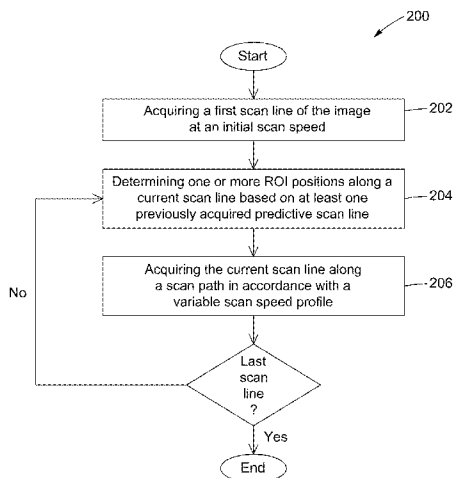 200
Start
Acquiring a first scan line of the image
at an initial scan speed
202
Determining one or more ROI positions along a
current scan line based on at least one
previously acquired predictive scan line
204
Acquiring the current scan line along
a scan path in accordance with a
variable scan speed profile
206
No
Last
scan
line
?
Yes
End